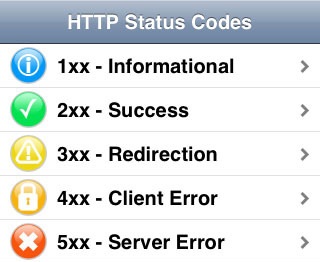 HTTP Status Codes
1xx - Informational
2xx - Success
3xx - Redirection
4xx - Client Error
5xx - Server Error